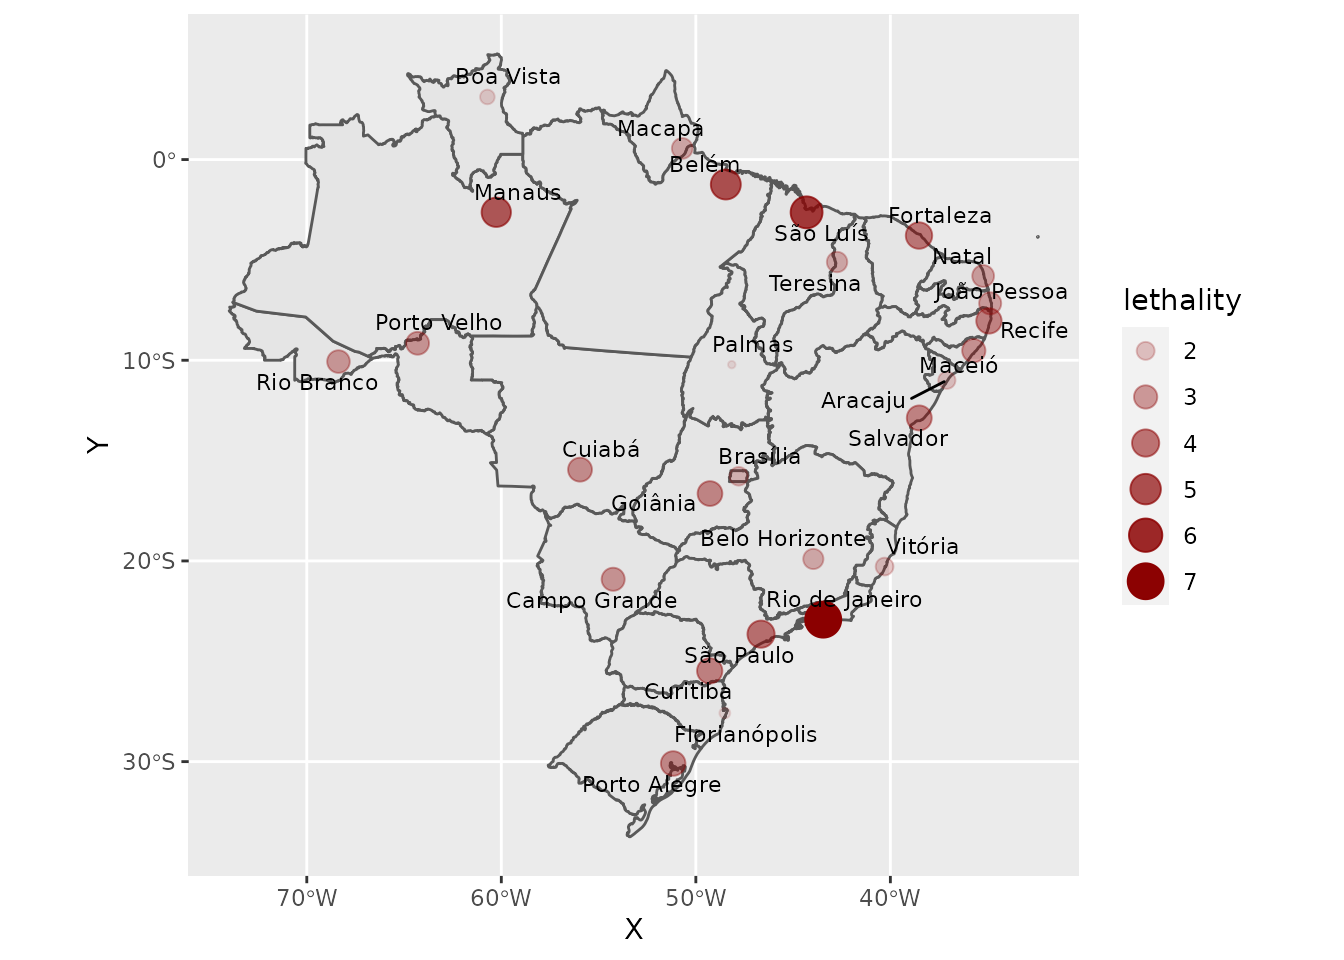 Boa Vista
Macapá
Belém
Manaus
São Luís
Fortaleza
Teresina
Natal
João Pessoa
Recife
Porto Velho
Palmas
Maceió
Rio Branco
Aracaju
Salvador
Cuiabá
Brasília
Goiânia
Belo Horizonte
Vitória
Campo Grande
Rio de Janeiro
São Paulo
Curitiba
Florianópolis
Porto Alegre
0°
10°S
20°S
30°S
Y
70°W
60°W
50°W
40°W
X
lethality
2
3
4
5
6
7